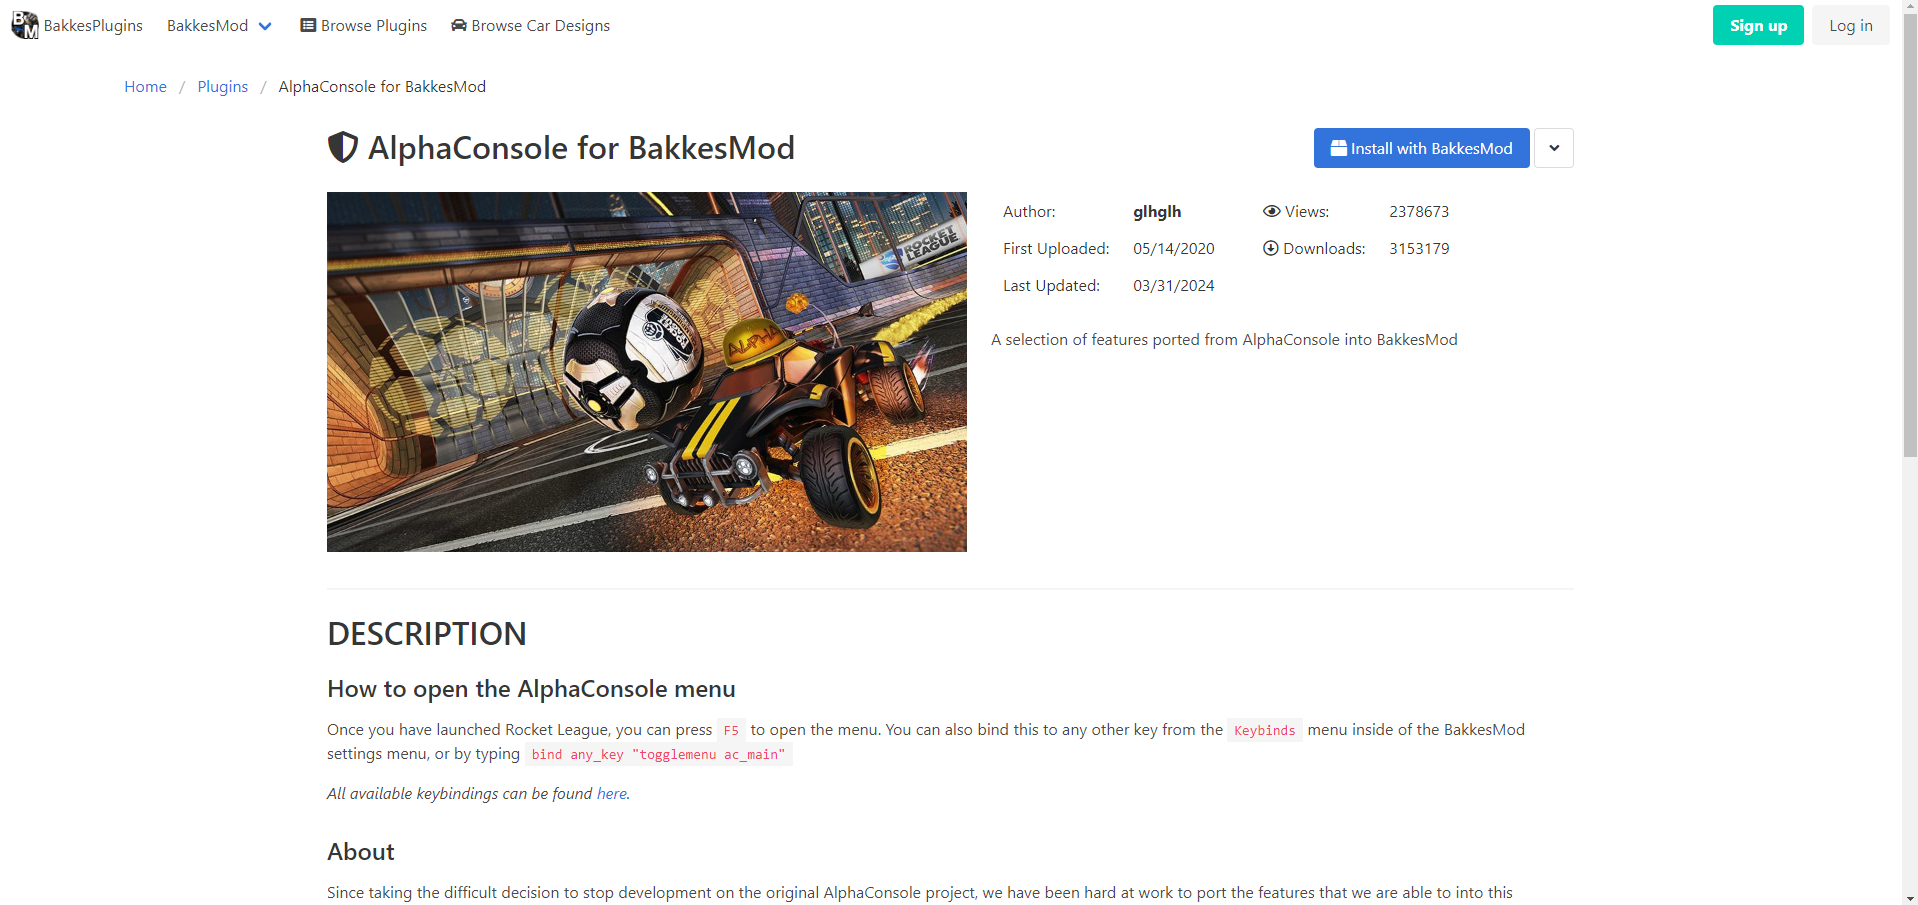 BM BakkesPlugins BakkesMod Browse Plugins Browse Car Designs Sign up Log in
Home / Plugins / AlphaConsole for BakkesMod
AlphaConsole for BakkesMod
Install with BakkesMod
ROCKET
LEAGUE
ALPHA
Author: glhglh Views: 2378673
First Uploaded: 05/14/2020 Downloads: 3153179
Last Updated: 03/31/2024
A selection of features ported from AlphaConsole into BakkesMod
DESCRIPTION
How to open the AlphaConsole menu
Once you have launched Rocket League, you can press F5 to open the menu. You can also bind this to any other key from the Keybinds menu inside of the BakkesMod
settings menu, or by typing bind any_key "togglemenu ac_main"
All available keybindings can be found here.
About
Since taking the difficult decision to stop development on the original AlphaConsole project, we have been hard at work to port the features that we are able to into this